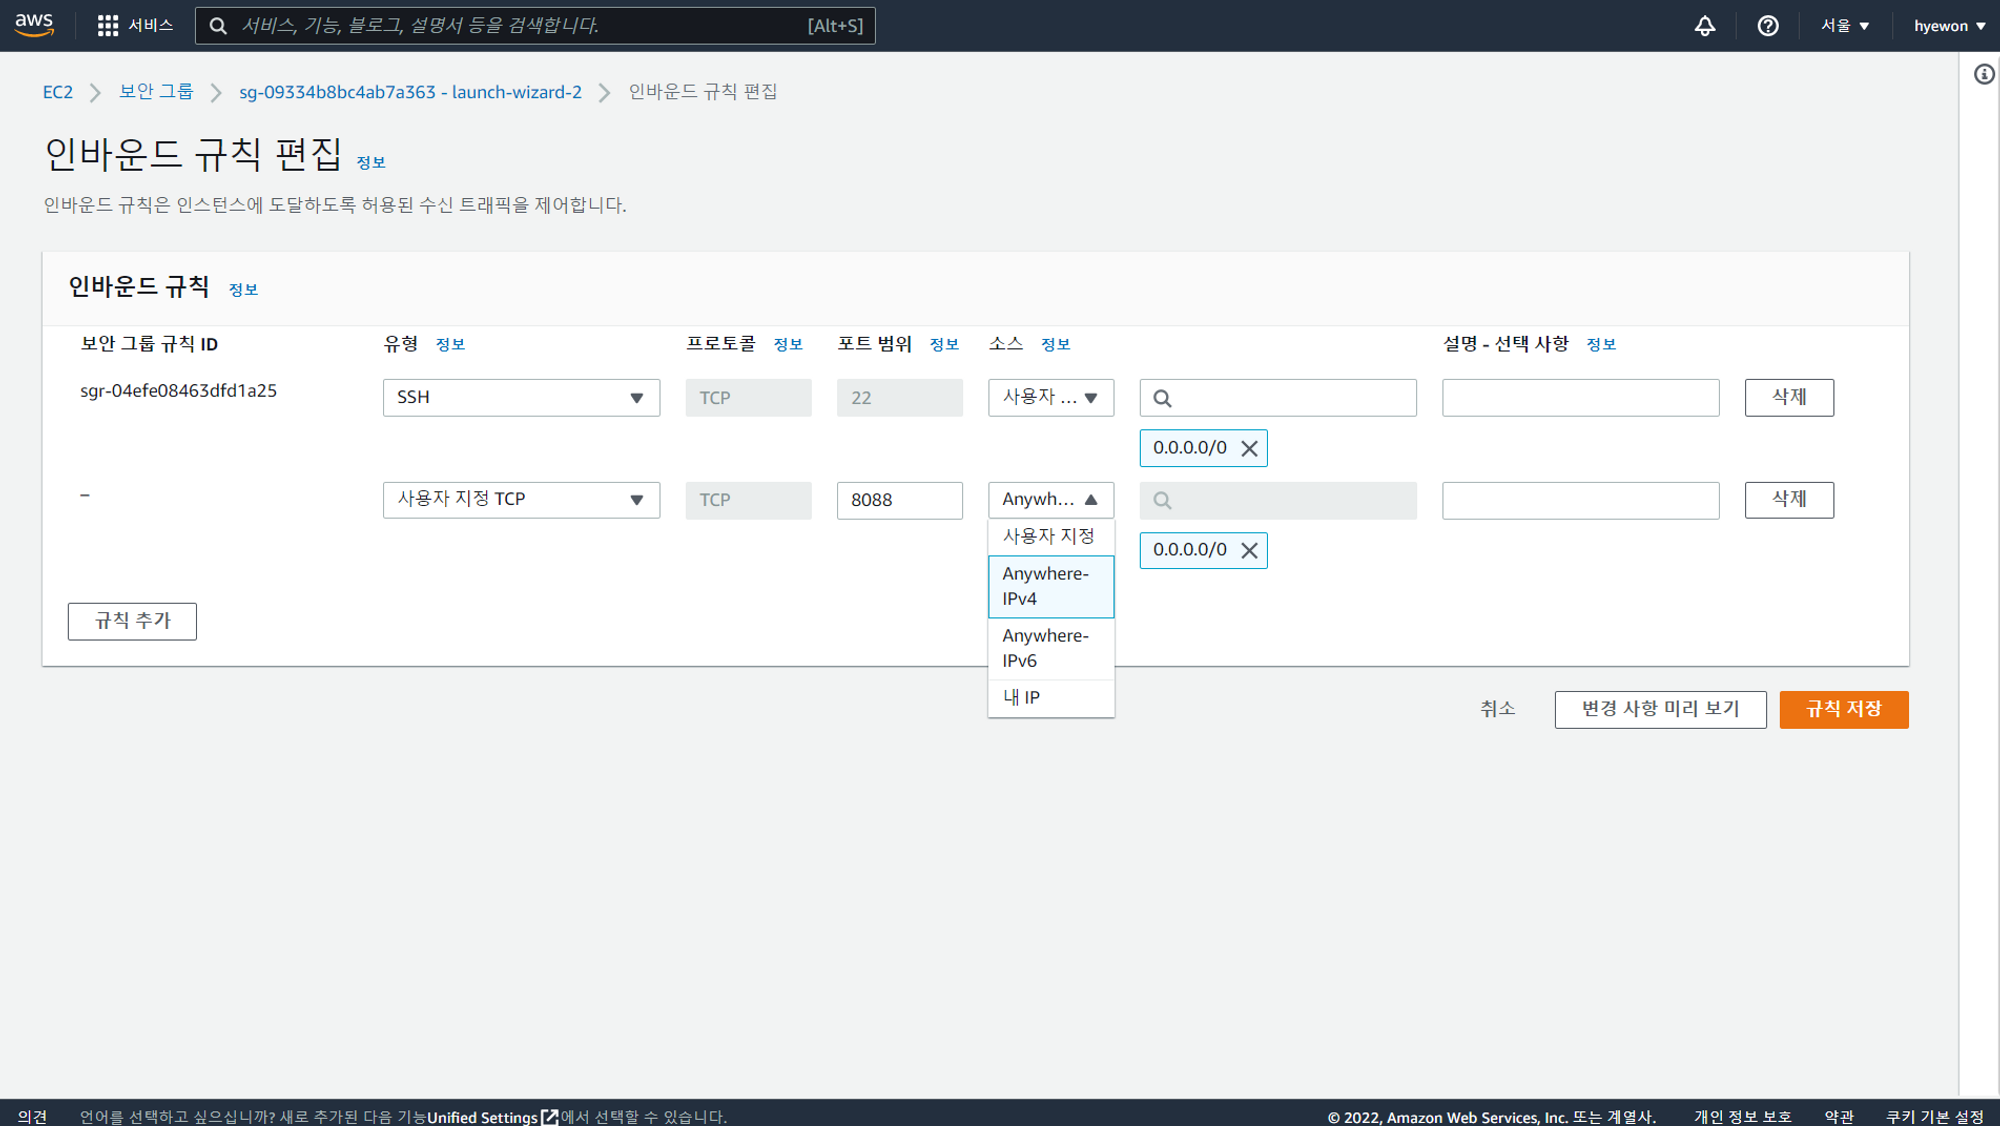 aws 서비스 서비스, 기능, 블로그, 설명서 등을 검색합니다. [Alt+S] 서울 hyewon
EC2 보안 그룹 sg-09334b8bc4ab7a363 - launch-wizard-2 인바운드 규칙 편집
인바운드 규칙 편집 정보
인바운드 규칙은 인스턴스에 도달하도록 허용된 수신 트래픽을 제어합니다.
인바운드 규칙 정보
보안 그룹 규칙 ID 유형 정보 프로토콜 정보 포트 범위 정보 소스 정보 설명 - 선택 사항 정보
sgr-04efe08463dfd1a25 SSH TCP 22 사용자 ... 삭제
0.0.0.0/0
– 사용자 지정 TCP TCP 8088 Anywh... 삭제
사용자 지정 0.0.0.0/0
Anywhere-
IPv4
규칙 추가
Anywhere-
IPv6
내 IP
취소 변경 사항 미리 보기 규칙 저장
의견 언어를 선택하고 싶으십니까? 새로 추가된 다음 기능Unified Settings에서 선택할 수 있습니다. © 2022, Amazon Web Services, Inc. 또는 계열사. 개인 정보 보호 약관 쿠키 기본 설정